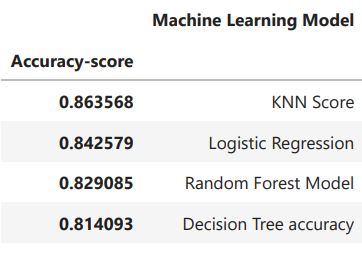 Machine Learning Model
Accuracy-score
0.863568 KNN Score
0.842579 Logistic Regression
0.829085 Random Forest Model
0.814093 Decision Tree accuracy